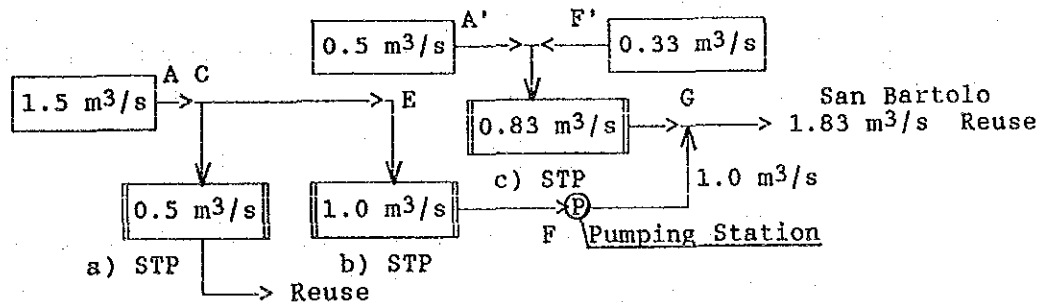 A' F'
0.5 m³/s 0.33 m³/s
A C
1.5 m³/s E G San Bartolo
0.83 m³/s 1.83 m³/s Reuse
c) STP 1.0 m³/s
0.5 m³/s 1.0 m³/s P
F Pumping Station
a) STP b) STP
Reuse